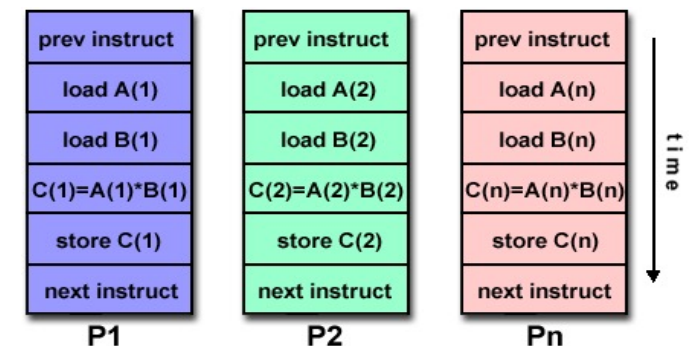 prev instruct
load A(1)
load B(1)
C(1)=A(1)*B(1)
store C(1)
next instruct
P1
prev instruct
load A(2)
load B(2)
C(2)=A(2)*B(2)
store C(2)
next instruct
P2
prev instruct
load A(n)
load B(n)
C(n)=A(n)*B(n)
store C(n)
next instruct
Pn
time